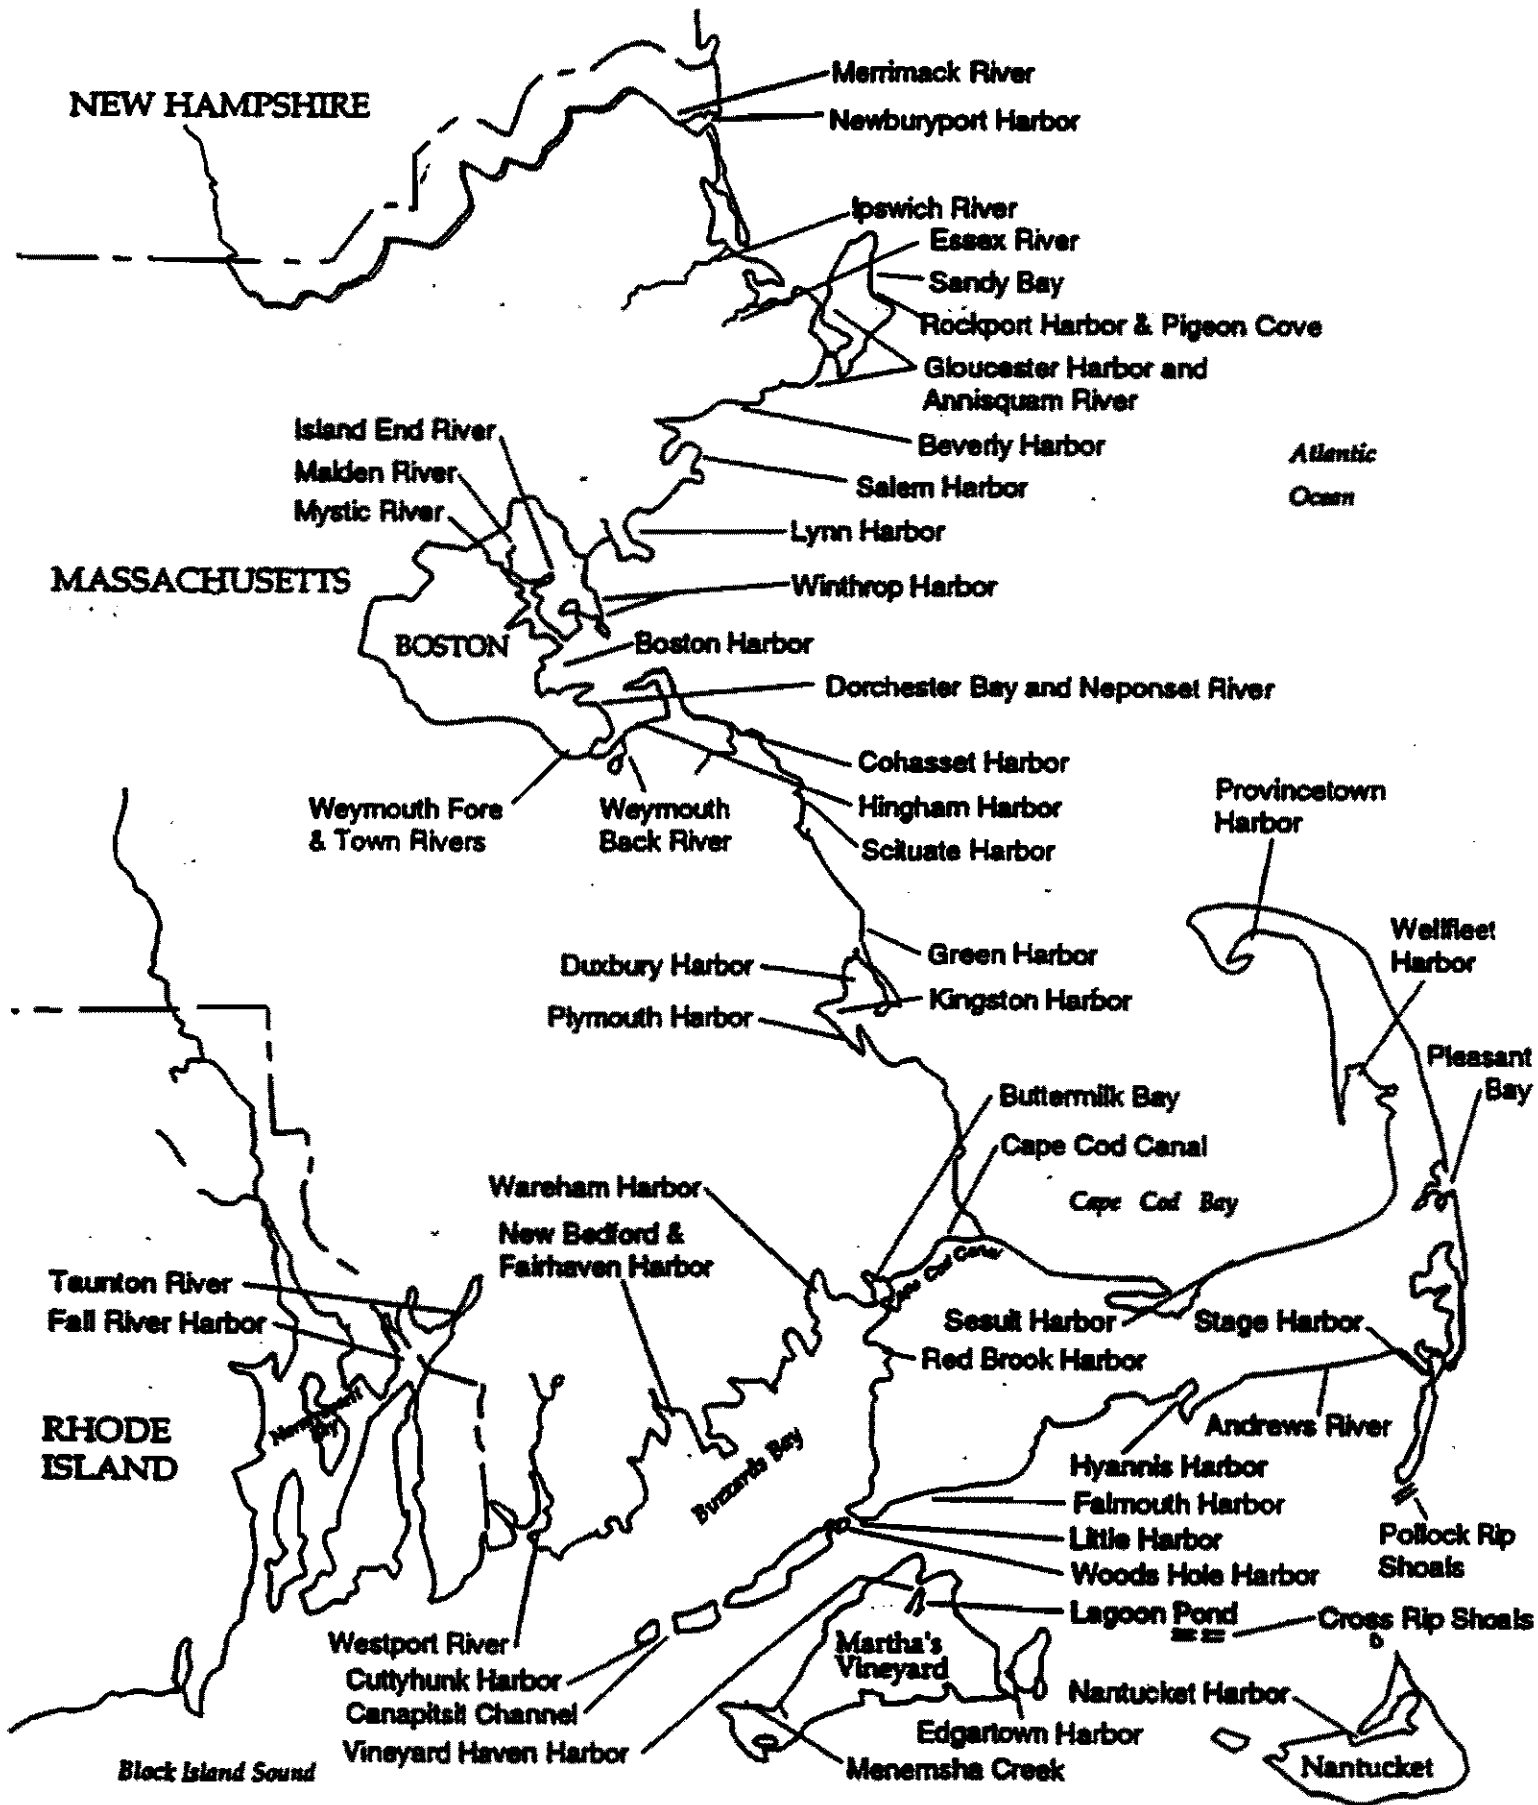 Merrimack River
NEW HAMPSHIRE
Newburyport Harbor
Ipswich River
Essex River
Sandy Bay
Rockport Harbor & Pigeon Cove
Gloucester Harbor and
Annisquam River
Island End River
Beverly Harbor
Atlantic
Ocean
Malden River
Salem Harbor
Mystic River
Lynn Harbor
MASSACHUSETTS
Winthrop Harbor
BOSTON
Boston Harbor
Dorchester Bay and Neponset River
Cohasset Harbor
Weymouth Fore
& Town Rivers
Weymouth
Back River
Hingham Harbor
Provincetown
Harbor
Scituate Harbor
Wellfleet
Harbor
Green Harbor
Duxbury Harbor
Kingston Harbor
Plymouth Harbor
Pleasant
Bay
Buttermilk Bay
Cape Cod Canal
Wareham Harbor
Cape Cod Bay
New Bedford &
Fairhaven Harbor
Cape Cod Canal
Taunton River
Fall River Harbor
Sesuit Harbor
Stage Harbor
Red Brook Harbor
RHODE
ISLAND
Narragansett
Bay
Andrews River
Buzzards Bay
Hyannis Harbor
Falmouth Harbor
Little Harbor
Pollock Rip
Shoals
Woods Hole Harbor
Lagoon Pond
Cross Rip Shoals
Westport River
Martha's
Vineyard
Cuttyhunk Harbor
Canapitsit Channel
Nantucket Harbor
Vineyard Haven Harbor
Edgartown Harbor
Menemsha Creek
Block Island Sound
Nantucket